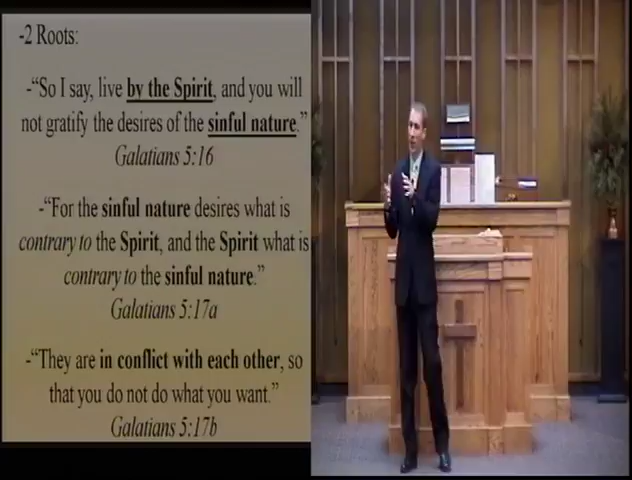 -2 Roots:
-“So I say, live by the Spirit, and you will
not gratify the desires of the sinful nature.”
Galatians 5:16
-“For the sinful nature desires what is
contrary to the Spirit, and the Spirit what is
contrary to the sinful nature.”
Galatians 5:17a
-“They are in conflict with each other, so
that you do not do what you want.”
Galatians 5:17b